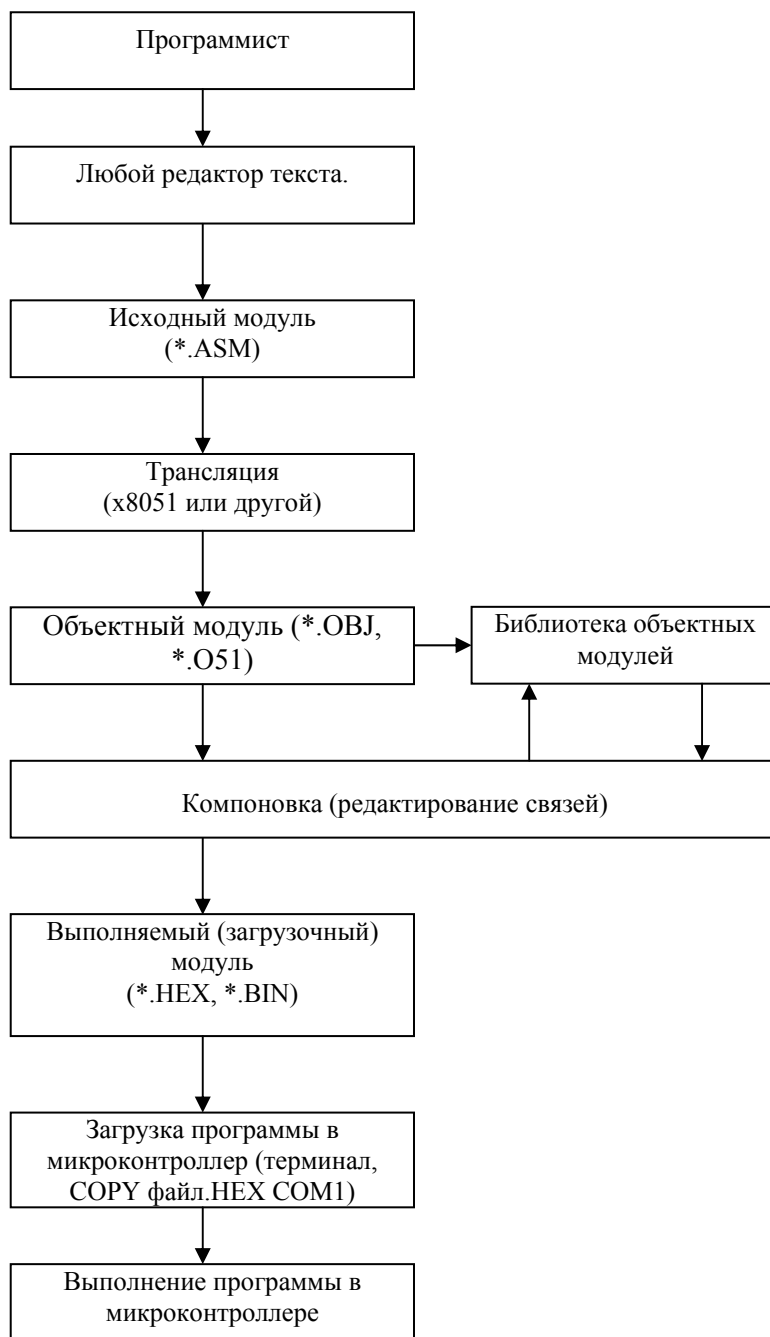 Программист
Любой редактор текста.
Исходный модуль
(*.ASM)
Трансляция
(x8051 или другой)
Объектный модуль (*.OBJ,
*.O51)
Библиотека объектных
модулей
Компоновка (редактирование связей)
Выполняемый (загрузочный)
модуль
(*.HEX, *.BIN)
Загрузка программы в
микроконтроллер (терминал,
COPY файл.HEX COM1)
Выполнение программы в
микроконтроллере